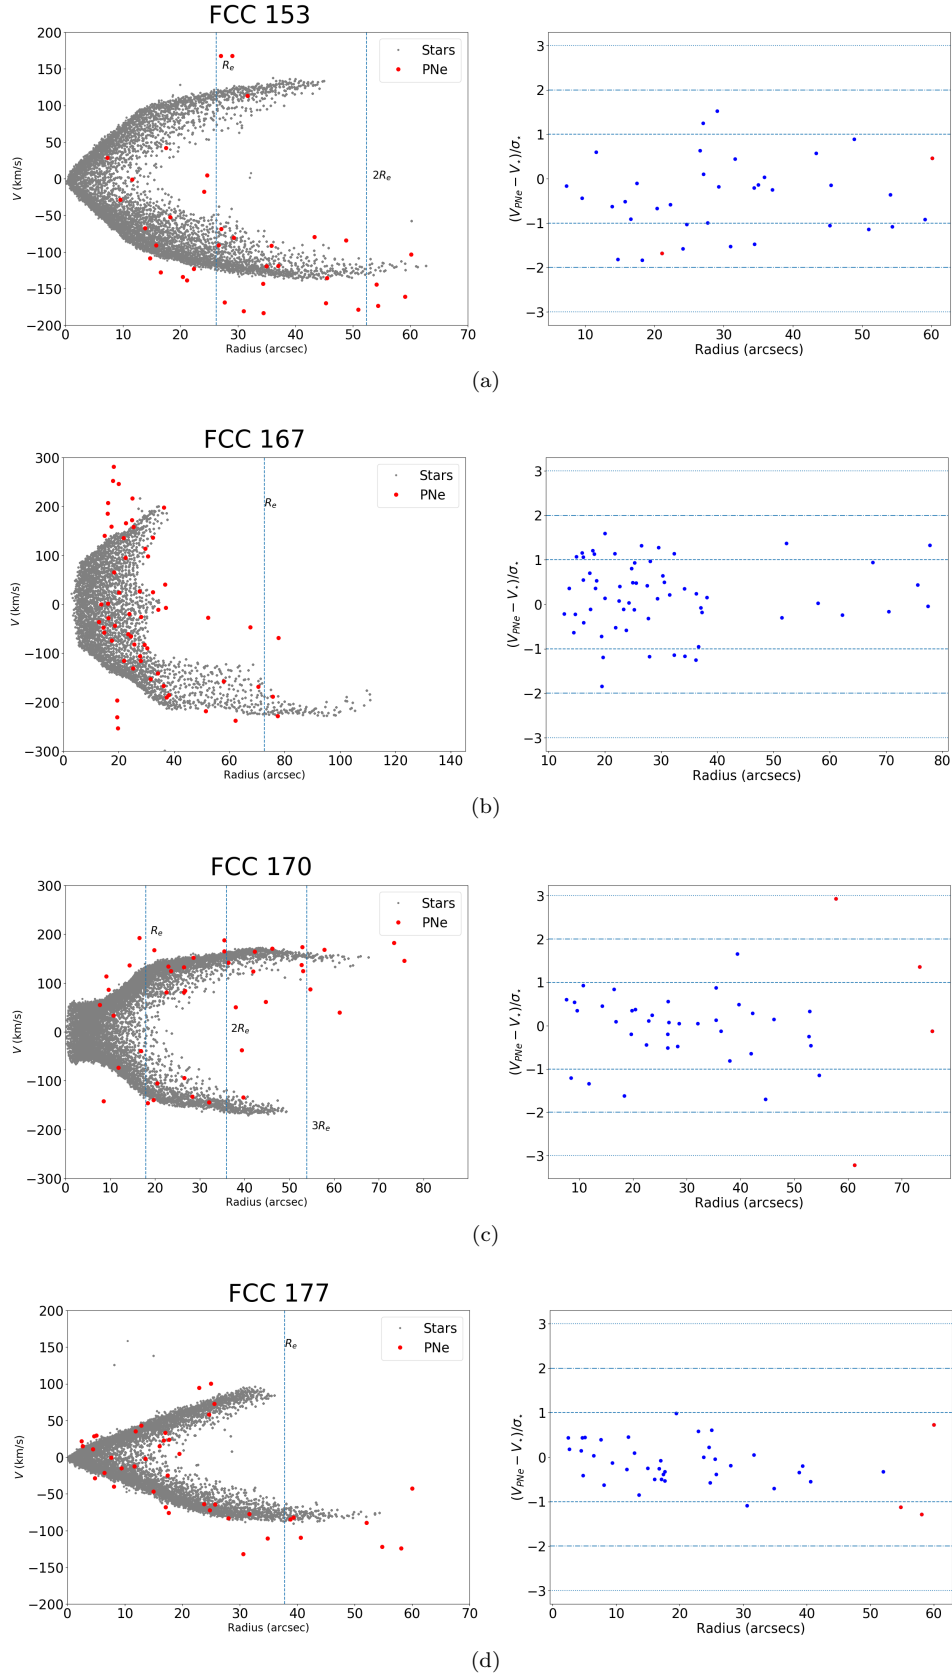 FCC 153
200
150
100
50
0
−50
−100
−150
−200
V (km/s)
Stars
PNe
Re
2Re
0 10 20 30 40 50 60 70
Radius (arcsec)
3
2
1
0
−1
−2
−3
(VPNe − V⋆)/σ⋆
10 20 30 40 50 60
Radius (arcsecs)
(a)
FCC 167
300
200
100
0
−100
−200
−300
V (km/s)
Stars
PNe
Re
0 20 40 60 80 100 120 140
Radius (arcsec)
3
2
1
0
−1
−2
−3
(VPNe − V⋆)/σ⋆
10 20 30 40 50 60 70 80
Radius (arcsecs)
(b)
FCC 170
300
200
100
0
−100
−200
−300
V (km/s)
Stars
PNe
Re
2Re
3Re
0 10 20 30 40 50 60 70 80
Radius (arcsec)
3
2
1
0
−1
−2
−3
(VPNe − V⋆)/σ⋆
10 20 30 40 50 60 70
Radius (arcsecs)
(c)
FCC 177
200
150
100
50
0
−50
−100
−150
−200
V (km/s)
Stars
PNe
Re
0 10 20 30 40 50 60 70
Radius (arcsec)
3
2
1
0
−1
−2
−3
(VPNe − V⋆)/σ⋆
0 10 20 30 40 50 60
Radius (arcsecs)
(d)